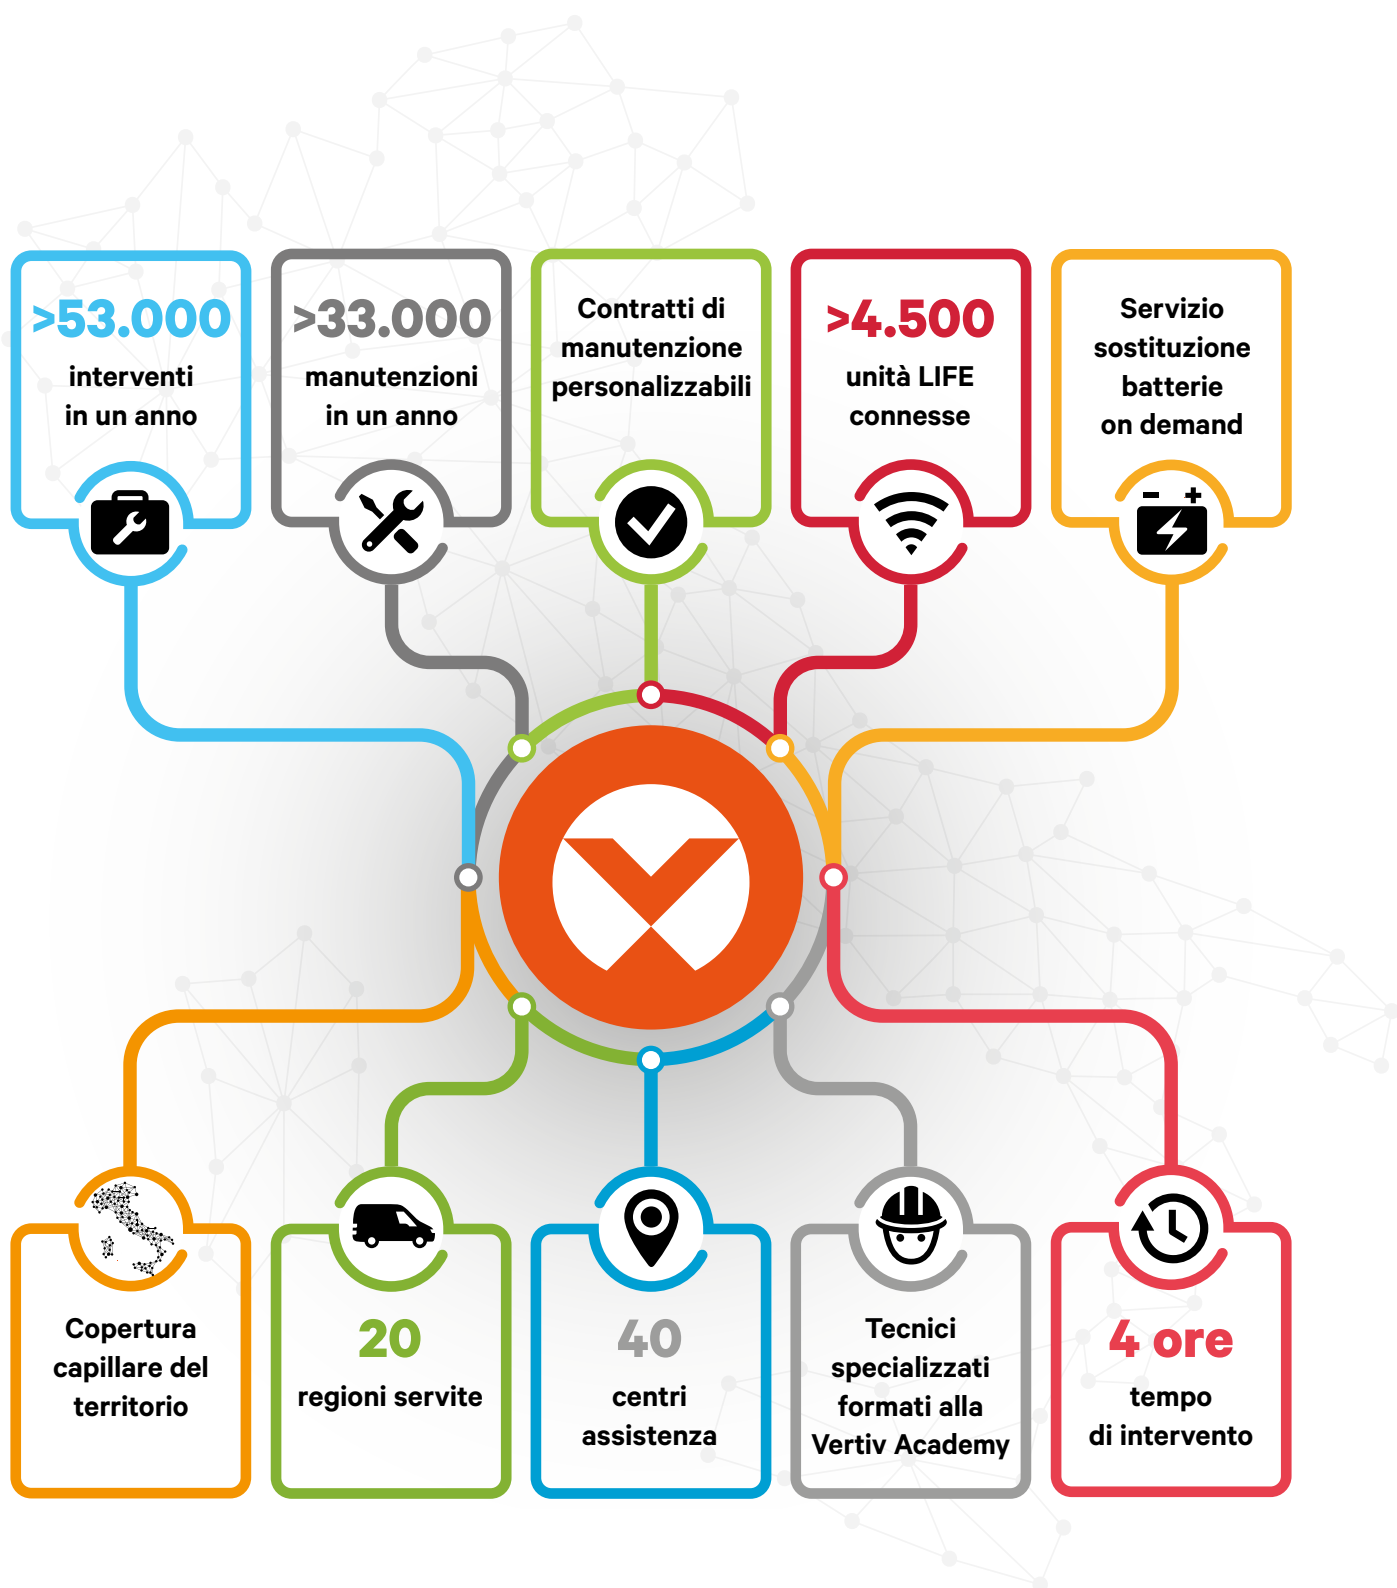 >53.000
interventi
in un anno
>33.000
manutenzioni
in un anno
Contratti di
manutenzione
personalizzabili
>4.500
unità LIFE
connesse
Servizio
sostituzione
batterie
on demand
Copertura
capillare del
territorio
20
regioni servite
40
centri
assistenza
Tecnici
specializzati
formati alla
Vertiv Academy
4 ore
tempo
di intervento